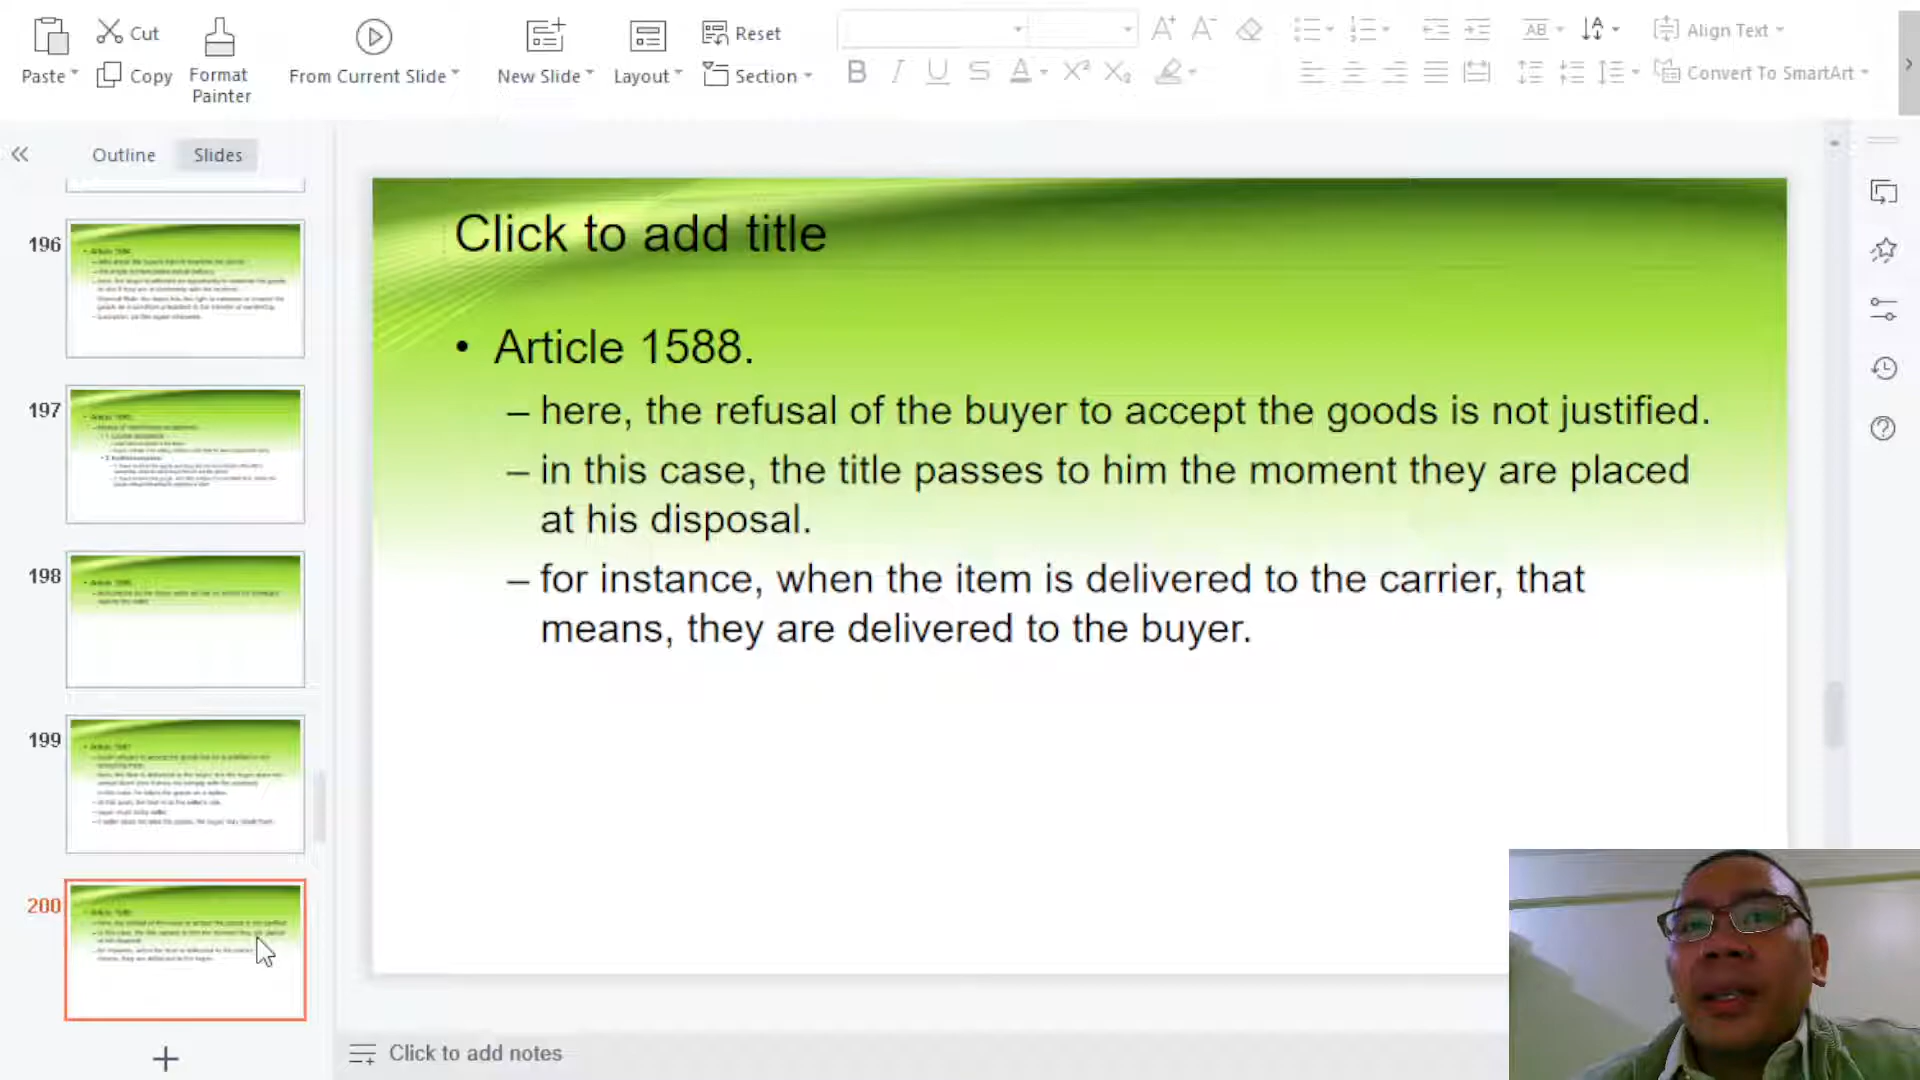 Paste
Cut
Copy
Format
Painter
From Current Slide
New Slide
Layout
Reset
Section
B I U S A X² X₂
AB
Align Text
Convert To SmartArt
Outline
Slides
196
197
198
199
200
Click to add title
• Article 1588.
– here, the refusal of the buyer to accept the goods is not justified.
– in this case, the title passes to him the moment they are placed
at his disposal.
– for instance, when the item is delivered to the carrier, that
means, they are delivered to the buyer.
Click to add notes